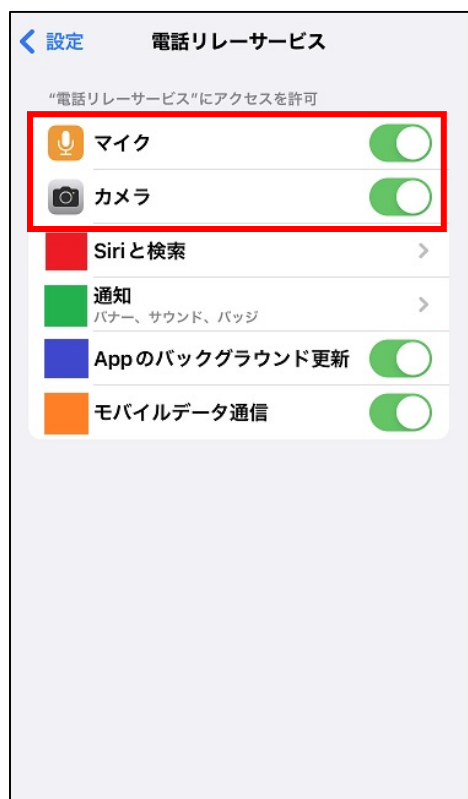 設定
電話リレーサービス
“電話リレーサービス”にアクセスを許可
マイク
カメラ
Siriと検索
通知
バナー、サウンド、バッジ
Appのバックグラウンド更新
モバイルデータ通信